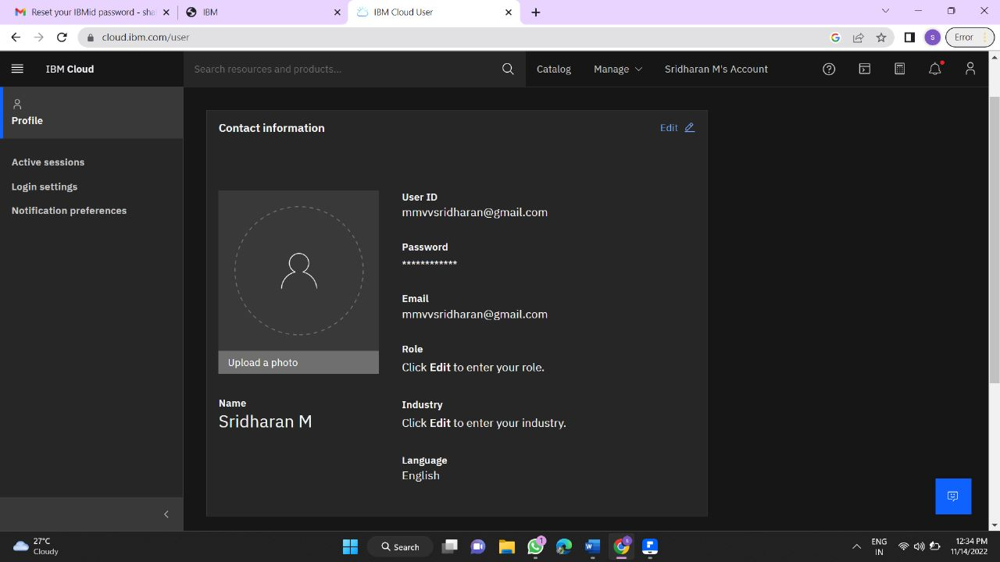 Reset your IBMid password - sha
IBM
IBM Cloud User
cloud.ibm.com/user
s
Error
IBM Cloud
Search resources and products...
Catalog
Manage
Sridharan M's Account
Profile
Active sessions
Login settings
Notification preferences
Contact information
Edit
Upload a photo
Name
Sridharan M
User ID
mmvvsridharan@gmail.com
Password
************
Email
mmvvsridharan@gmail.com
Role
Click Edit to enter your role.
Industry
Click Edit to enter your industry.
Language
English
27°C
Cloudy
Search
1
ENG
IN
12:34 PM
11/14/2022